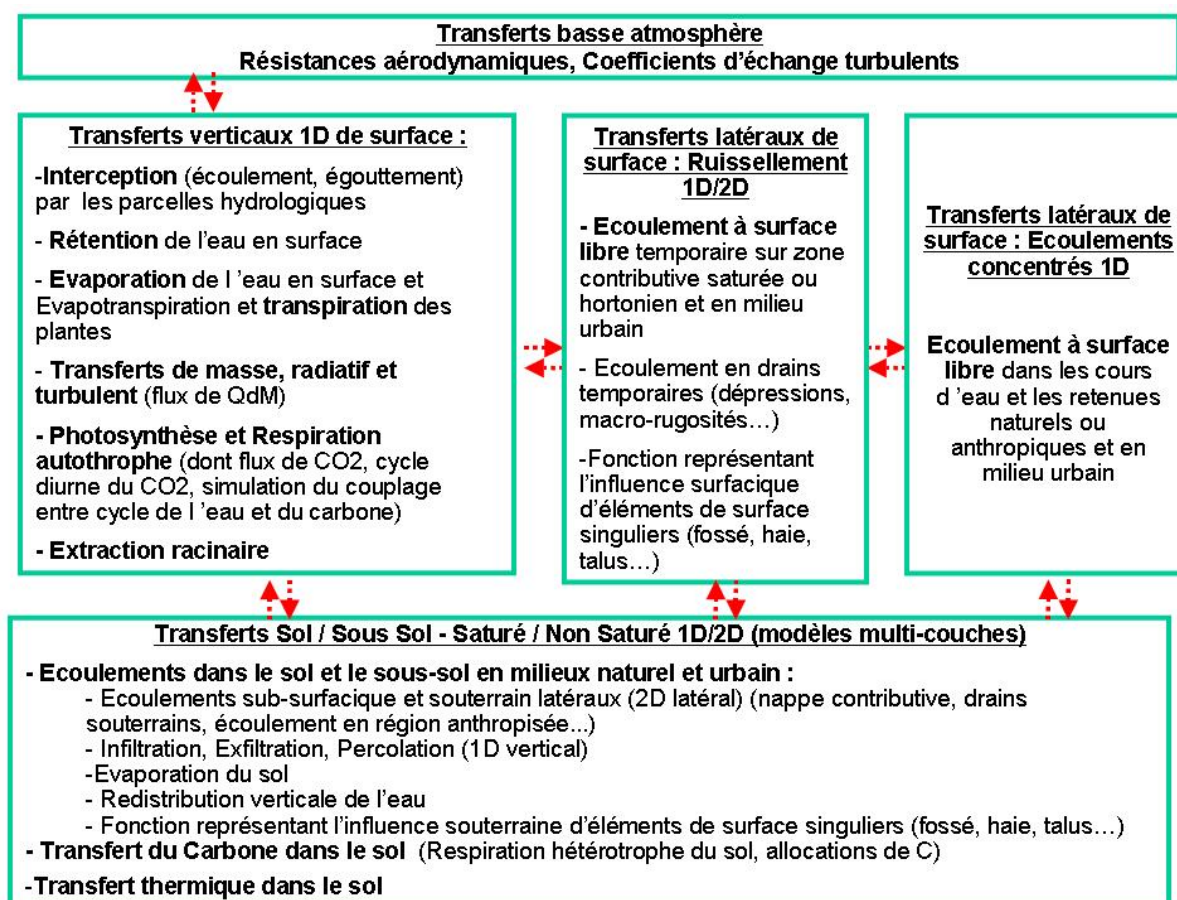 Transferts basse atmosphère
Résistances aérodynamiques, Coefficients d'échange turbulents
Transferts verticaux 1D de surface :
-Interception (écoulement, égouttement)
par les parcelles hydrologiques
- Rétention de l'eau en surface
- Evaporation de l 'eau en surface et
Evapotranspiration et transpiration des
plantes
- Transferts de masse, radiatif et
turbulent (flux de QdM)
- Photosynthèse et Respiration
autothrophe (dont flux de CO2, cycle
diurne du CO2, simulation du couplage
entre cycle de l 'eau et du carbone)
- Extraction racinaire
Transferts latéraux de
surface : Ruissellement
1D/2D
- Ecoulement à surface
libre temporaire sur zone
contributive saturée ou
hortonien et en milieu
urbain
- Ecoulement en drains
temporaires (dépressions,
macro-rugosités…)
-Fonction représentant
l'influence surfacique
d'éléments de surface
singuliers (fossé, haie,
talus…)
Transferts latéraux de
surface : Ecoulements
concentrés 1D
Ecoulement à surface
libre dans les cours
d 'eau et les retenues
naturels ou
anthropiques et en
milieu urbain
Transferts Sol / Sous Sol - Saturé / Non Saturé 1D/2D (modèles multi-couches)
- Ecoulements dans le sol et le sous-sol en milieux naturel et urbain :
- Ecoulements sub-surfacique et souterrain latéraux (2D latéral) (nappe contributive, drains
souterrains, écoulement en région anthropisée...)
- Infiltration, Exfiltration, Percolation (1D vertical)
-Evaporation du sol
- Redistribution verticale de l'eau
- Fonction représentant l'influence souterraine d'éléments de surface singuliers (fossé, haie, talus…)
- Transfert du Carbone dans le sol (Respiration hétérotrophe du sol, allocations de C)
-Transfert thermique dans le sol